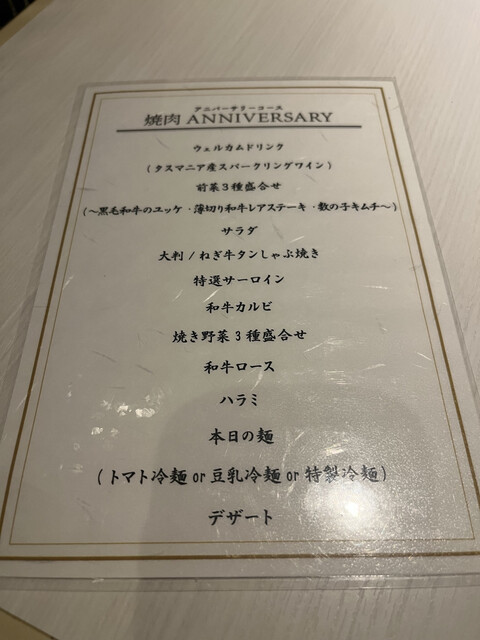 アニバーサリーコース
焼肉 ANNIVERSARY
ウェルカムドリンク
(タスマニア産スパークリングワイン)
前菜3種盛合せ
(～黒毛和牛のユッケ・薄切り和牛レアステーキ・数の子キムチ～)
サラダ
大判/ねぎ牛タンしゃぶ焼き
特選サーロイン
和牛カルビ
焼き野菜3種盛合せ
和牛ロース
ハラミ
本日の麺
(トマト冷麺or豆乳冷麺or特製冷麺)
デザート